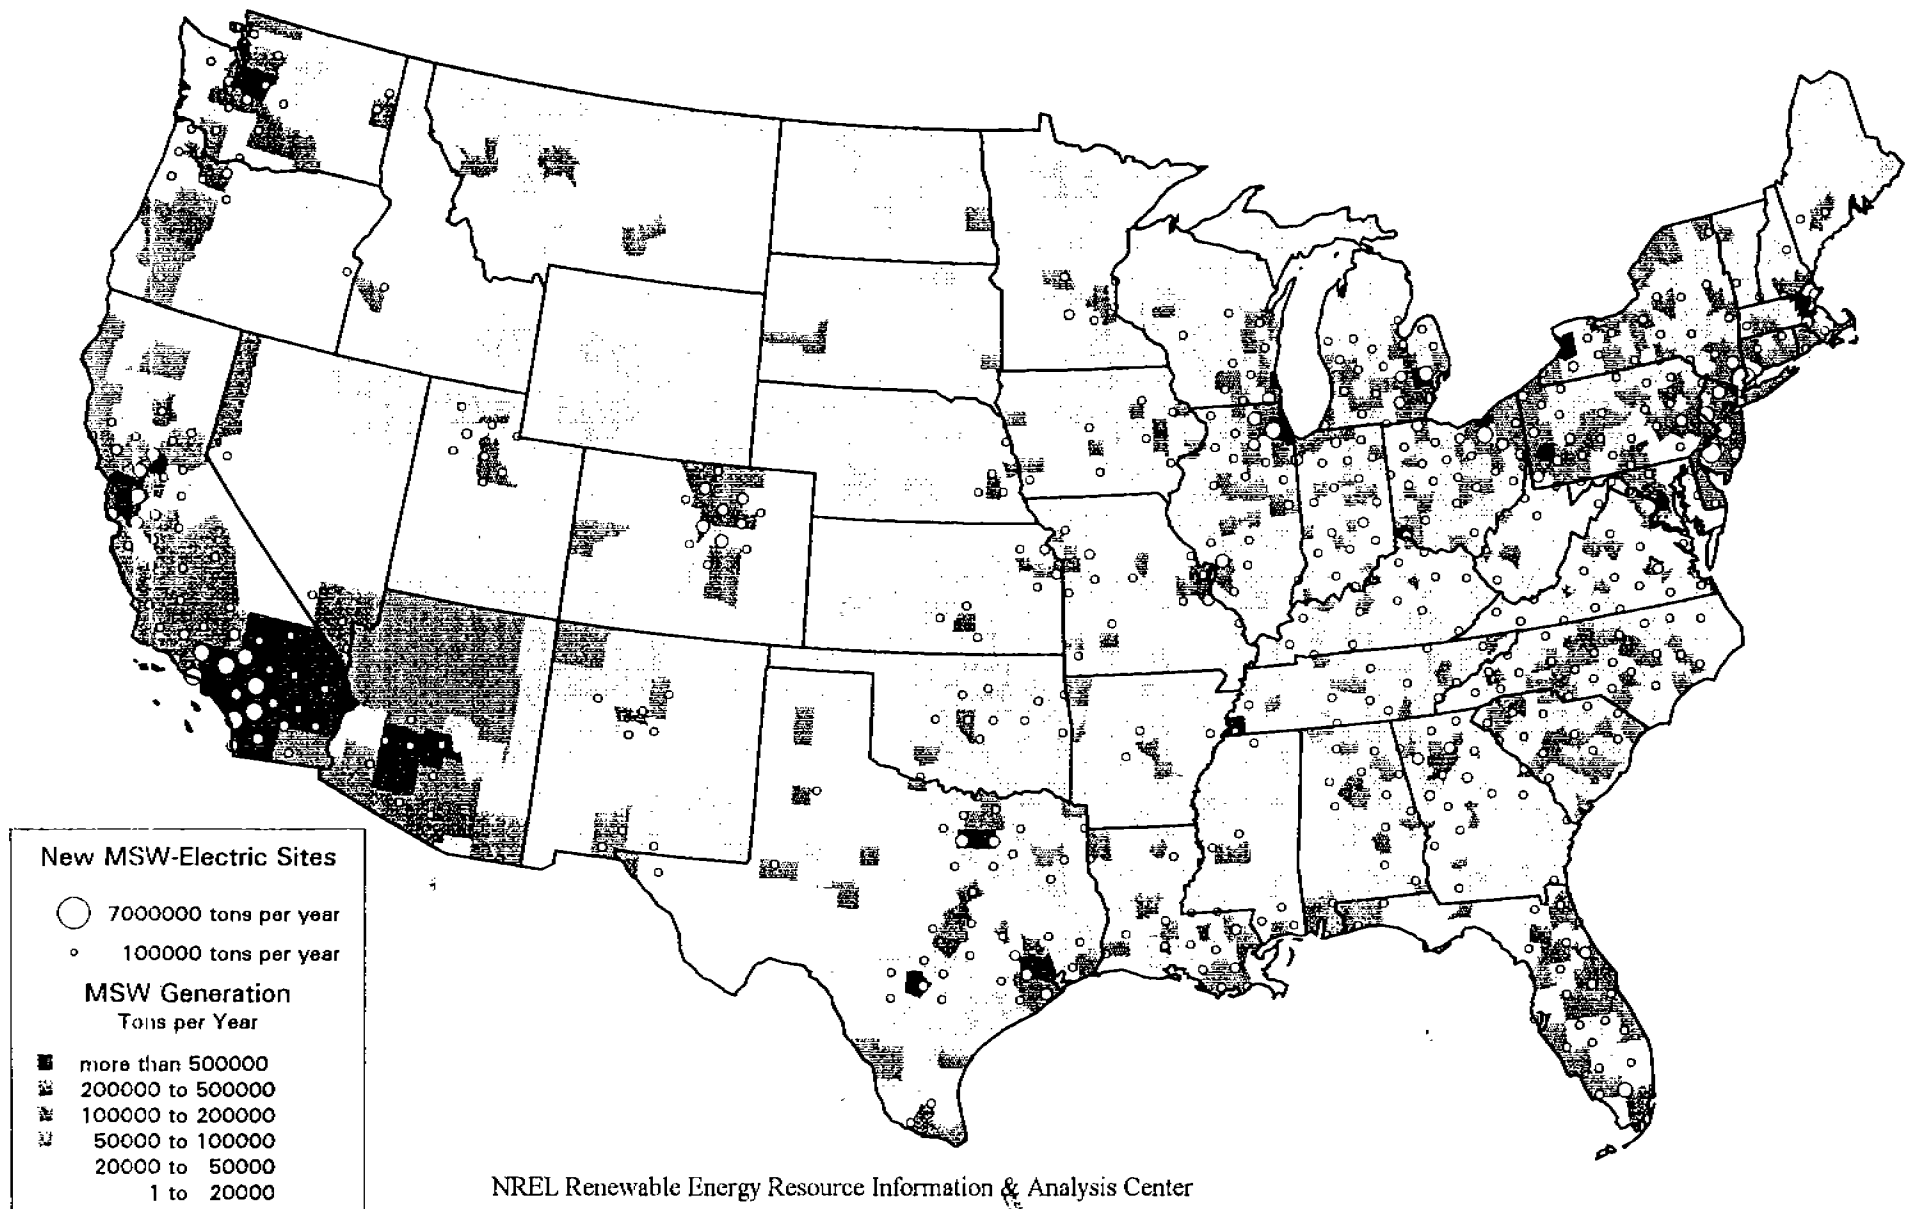 New MSW-Electric Sites
7000000 tons per year
100000 tons per year
MSW Generation
Tons per Year
more than 500000
200000 to 500000
100000 to 200000
50000 to 100000
20000 to 50000
1 to 20000
NREL Renewable Energy Resource Information & Analysis Center